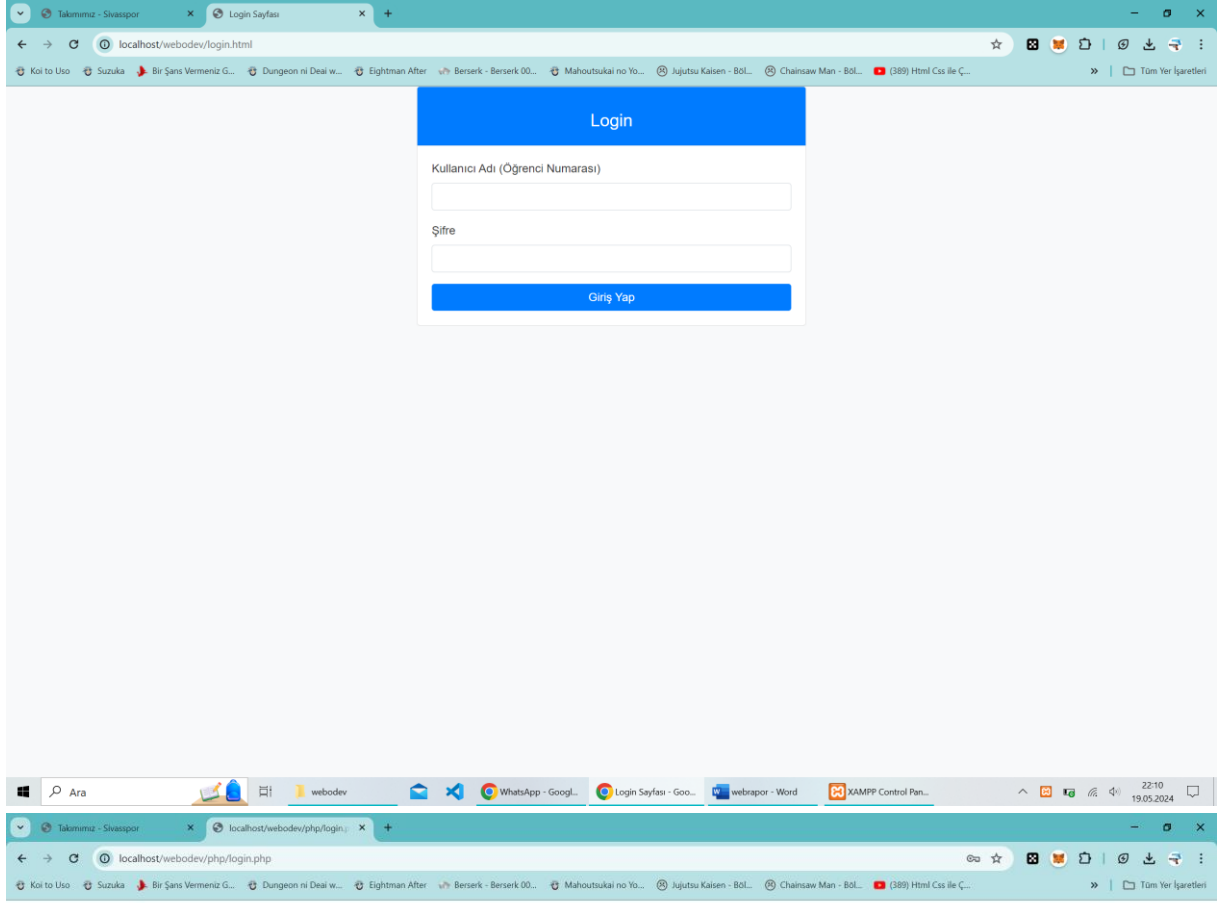 Takımımız - Sivasspor
Login Sayfası
localhost/webodev/login.html
Koi to Uso Suzuka Bir Şans Vermeniz G... Dungeon ni Deai w... Eightman After Berserk - Berserk 00... Mahoutsukai no Yo... Jujutsu Kaisen - Böl... Chainsaw Man - Böl... (389) Html Css ile Ç... » Tüm Yer İşaretleri
Login
Kullanıcı Adı (Öğrenci Numarası)
Şifre
Giriş Yap
Ara webodev WhatsApp - Googl... Login Sayfası - Goo... webrapor - Word XAMPP Control Pan... 22:10
19.05.2024
Takımımız - Sivasspor
localhost/webodev/php/login.p
localhost/webodev/php/login.php
Koi to Uso Suzuka Bir Şans Vermeniz G... Dungeon ni Deai w... Eightman After Berserk - Berserk 00... Mahoutsukai no Yo... Jujutsu Kaisen - Böl... Chainsaw Man - Böl... (389) Html Css ile Ç... » Tüm Yer İşaretleri